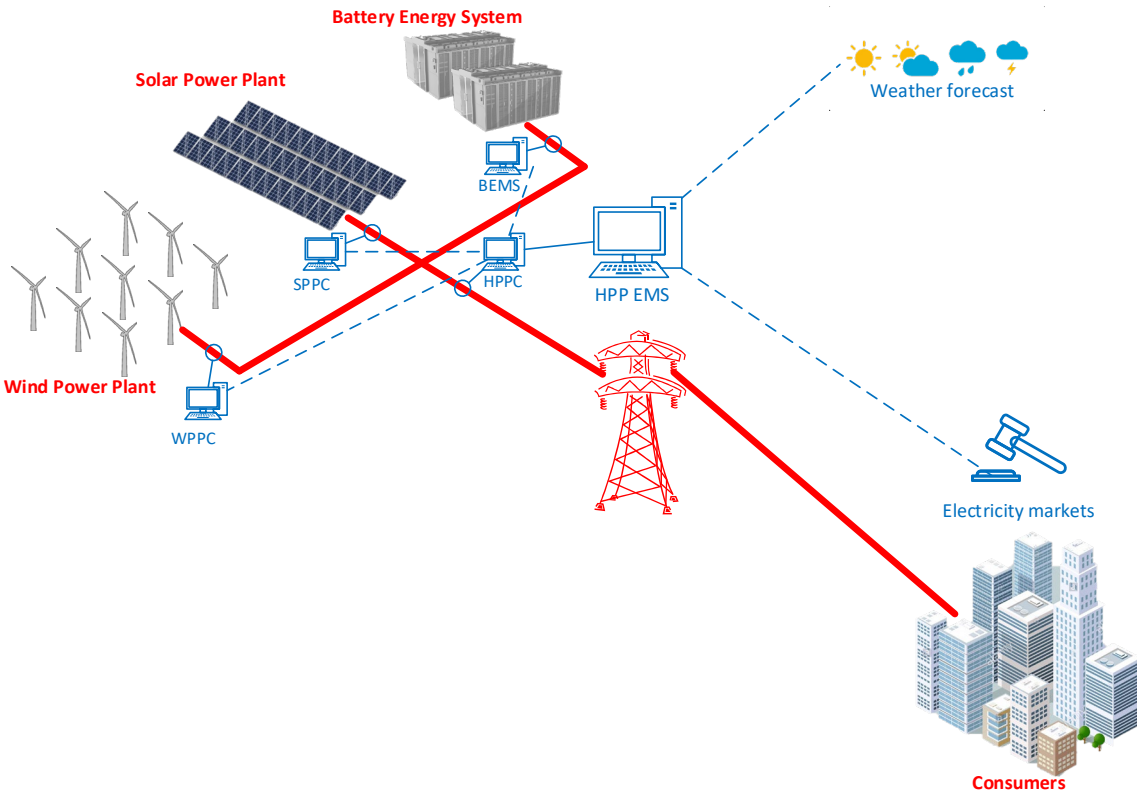 Battery Energy System
Solar Power Plant
Weather forecast
BEMS
SPPC
HPPC
HPP EMS
Wind Power Plant
WPPC
Electricity markets
Consumers